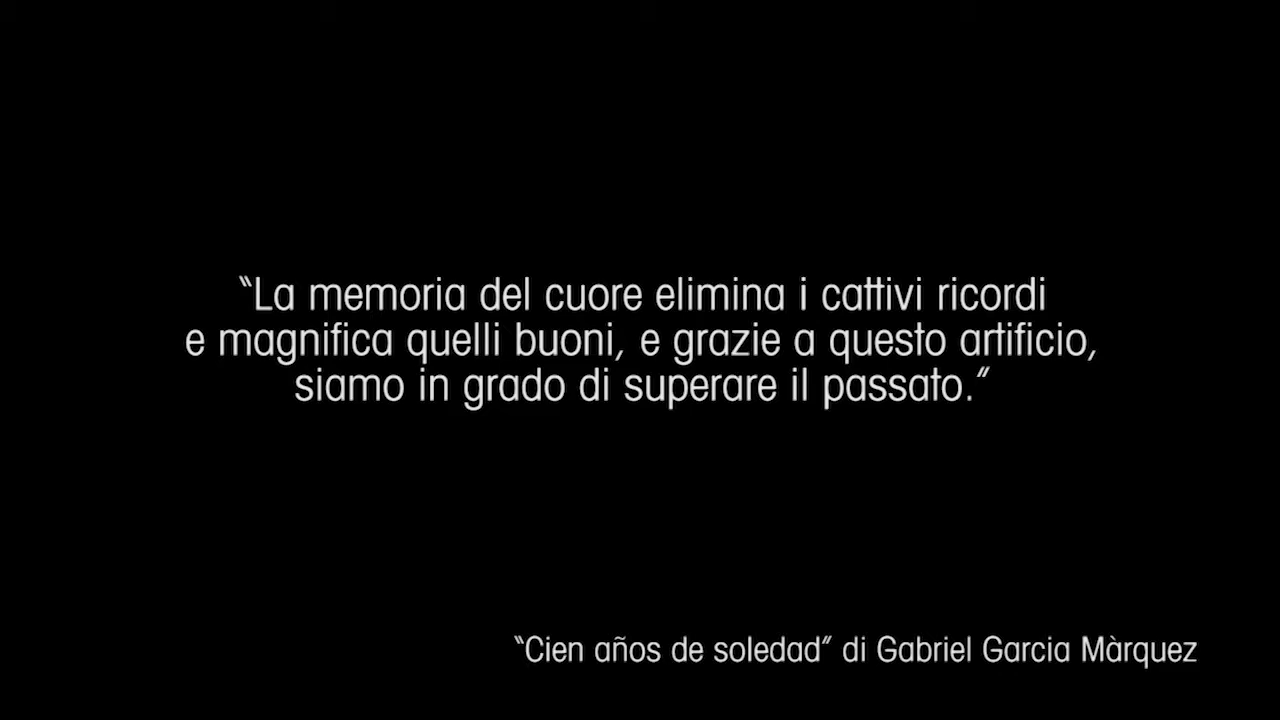 “La memoria del cuore elimina i cattivi ricordi
e magnifica quelli buoni, e grazie a questo artificio,
siamo in grado di superare il passato.”
“Cien años de soledad” di Gabriel Garcia Màrquez